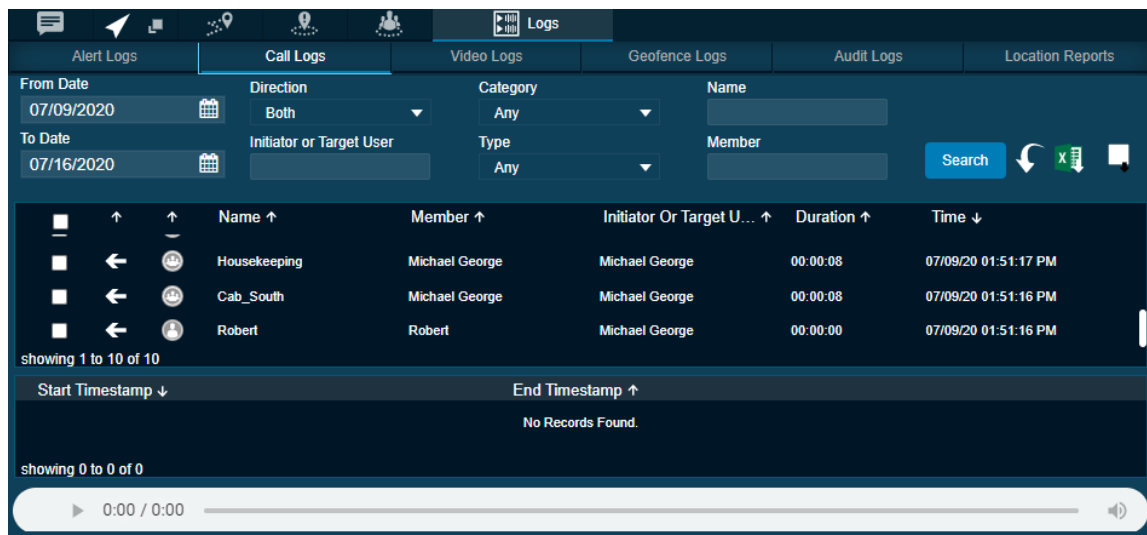 Logs
Alert Logs Call Logs Video Logs Geofence Logs Audit Logs Location Reports
From Date Direction Category Name
07/09/2020 Both Any
To Date Initiator or Target User Type Member
07/16/2020 Any Search
Name Member Initiator Or Target U... Duration Time
Housekeeping Michael George Michael George 00:00:08 07/09/20 01:51:17 PM
Cab_South Michael George Michael George 00:00:08 07/09/20 01:51:16 PM
Robert Robert Michael George 00:00:00 07/09/20 01:51:16 PM
showing 1 to 10 of 10
Start Timestamp End Timestamp
No Records Found.
showing 0 to 0 of 0
0:00 / 0:00